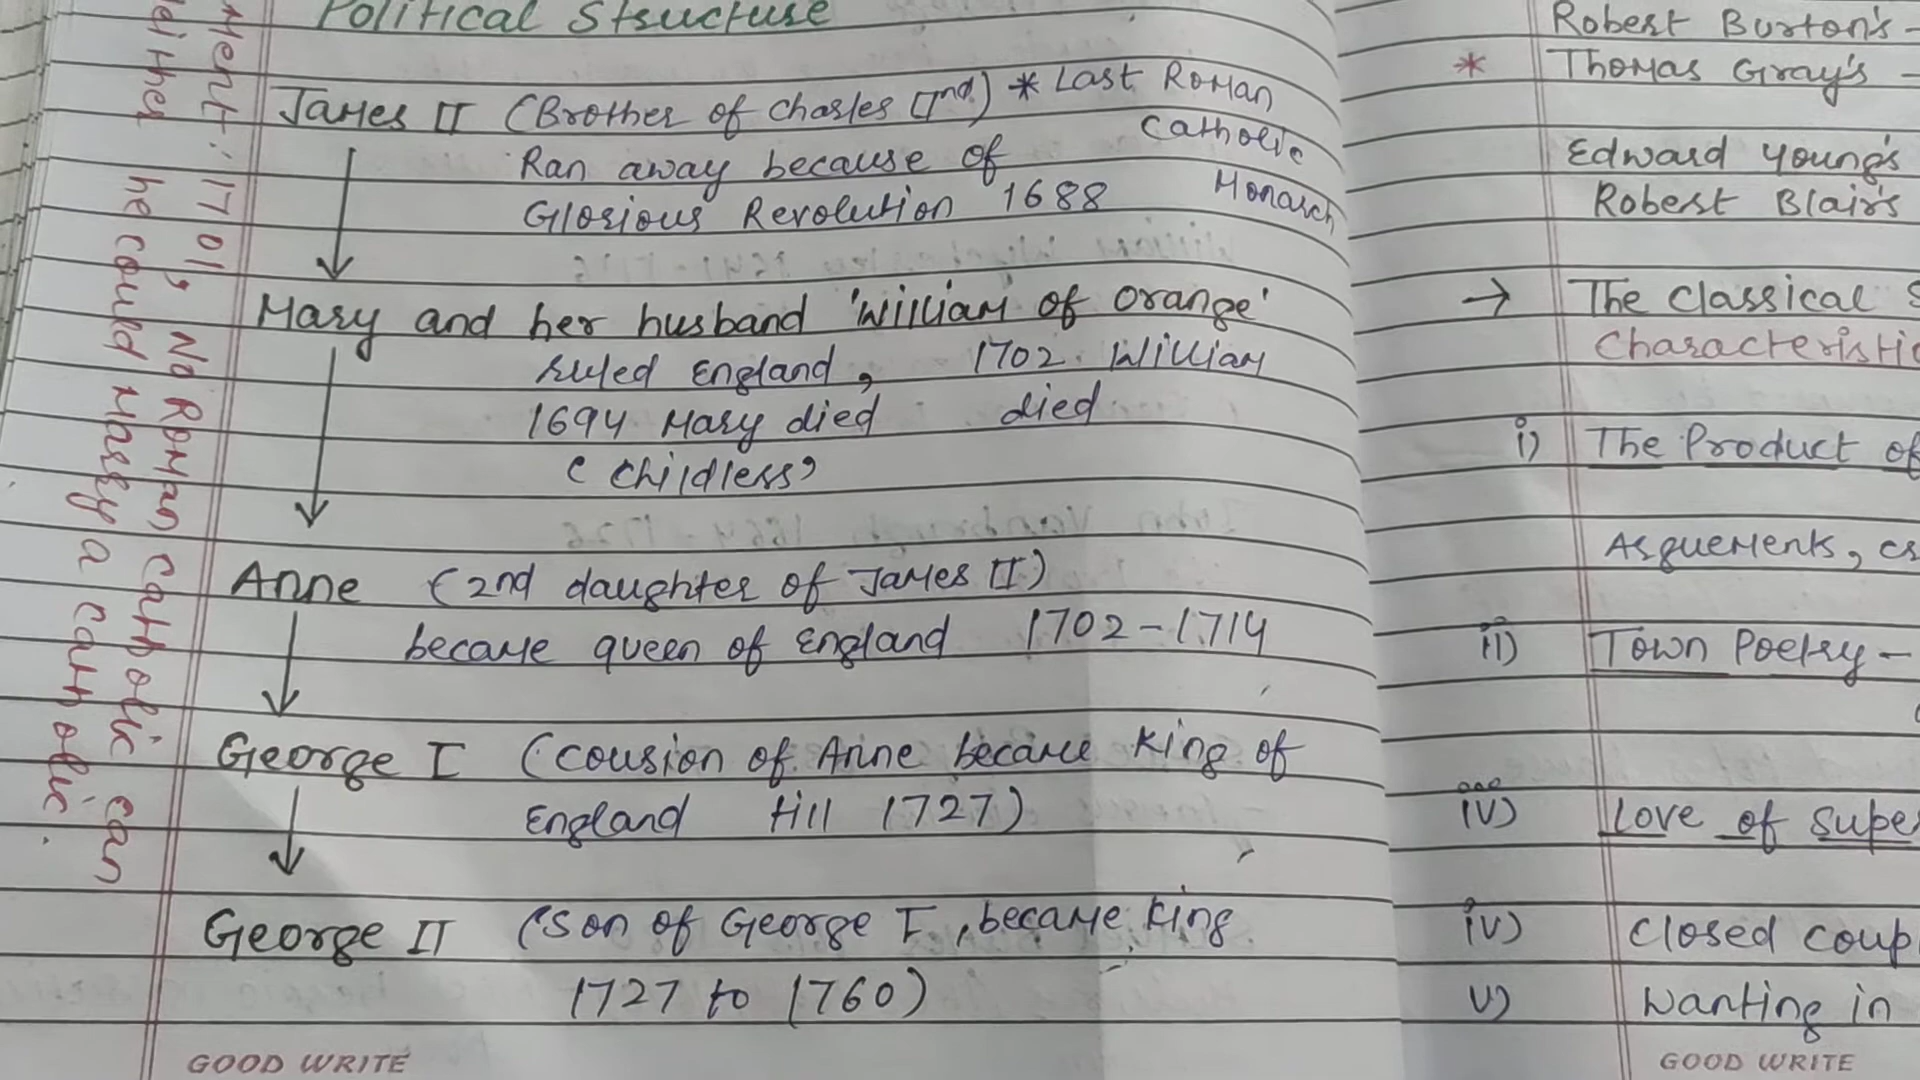 Political Structure
James II (Brother of Charles IInd) * Last Roman
Catholic
Ran away because of
Monarch
Glorious Revolution 1688
Mary and her husband 'William of Orange'
ruled England, 1702 William
1694 Mary died died
(Childless)
Anne (2nd daughter of James II)
became queen of England 1702-1714
George I (cousion of Anne became King of
England till 1727)
George II (son of George I, became king
1727 to 1760)
GOOD WRITE
1701, No Roman catholic can
he could Marry a catholic.
Robert Burton's -
* Thomas Gray's -
Edward Young's
Robert Blair's
→ The Classical
Characteristic
i) The Product of
Arguements,
ii) Town Poetry -
iv) Love of supe
iv) closed coup
v) wanting in
GOOD WRITE